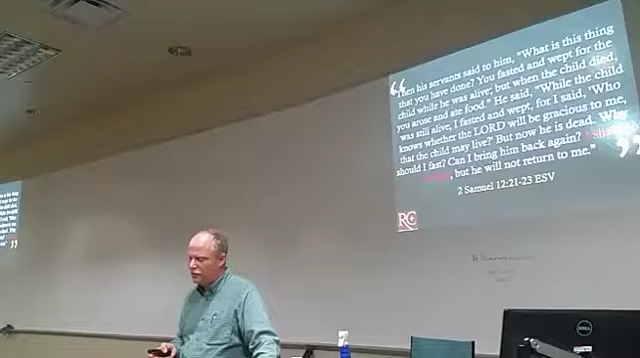 Then his servants said to him, "What is this thing
that you have done? You fasted and wept for the
child while he was alive; but when the child died,
you arose and ate food." He said, "While the child
was still alive, I fasted and wept, for I said, 'Who
knows whether the LORD will be gracious to me,
that the child may live?' But now he is dead. Why
should I fast? Can I bring him back again? I shall
, but he will not return to me."
2 Samuel 12:21-23 ESV
RC
DELL